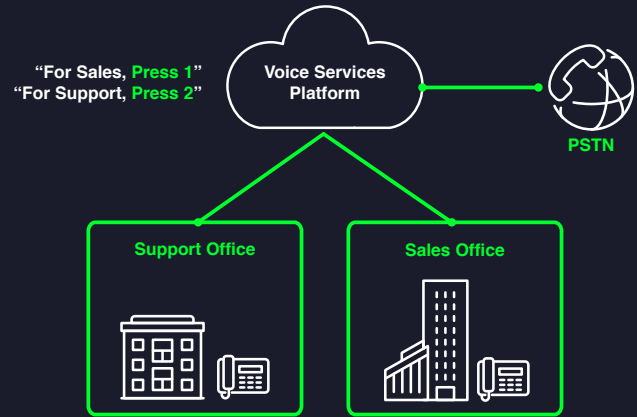 “For Sales, Press 1”
“For Support, Press 2”
Voice Services
Platform
PSTN
Support Office
Sales Office